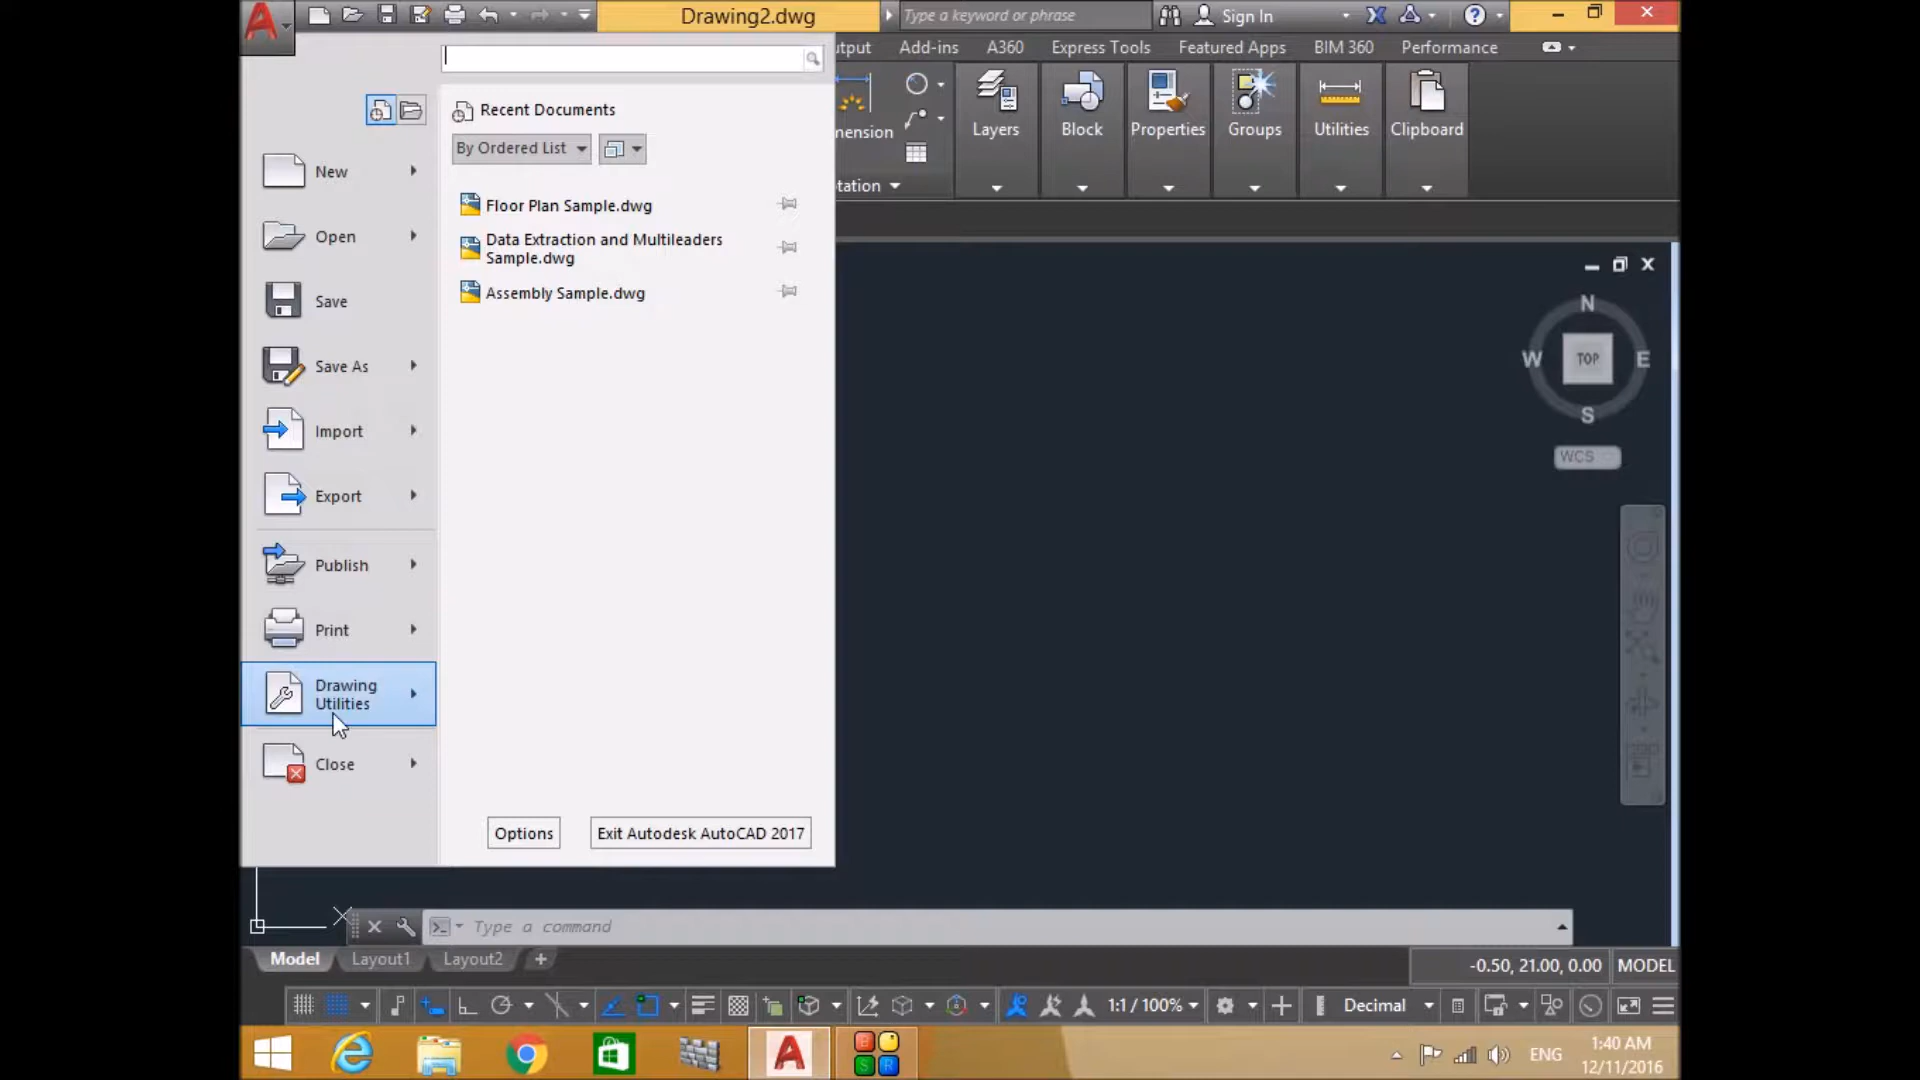 Drawing2.dwg
Type a keyword or phrase
Sign In
Add-ins
A360
Express Tools
Featured Apps
BIM 360
Performance
Recent Documents
By Ordered List
Floor Plan Sample.dwg
Data Extraction and Multileaders
Sample.dwg
Assembly Sample.dwg
New
Open
Save
Save As
Import
Export
Publish
Print
Drawing
Utilities
Close
Options
Exit Autodesk AutoCAD 2017
Layers
Block
Properties
Groups
Utilities
Clipboard
N
W
TOP
E
S
WCS
Type a command
Model
Layout1
Layout2
-0.50, 21.00, 0.00
MODEL
1:1 / 100%
Decimal
ENG
1:40 AM
12/11/2016